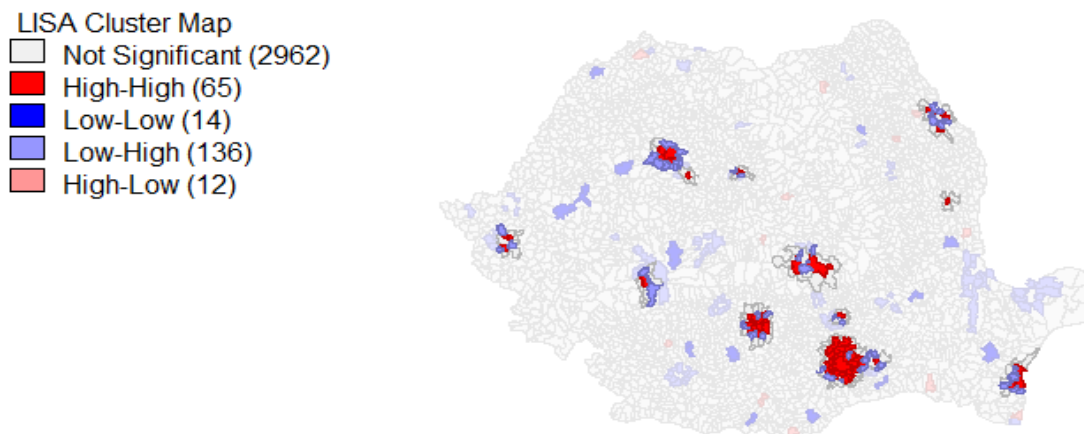 LISA Cluster Map
Not Significant (2962)
High-High (65)
Low-Low (14)
Low-High (136)
High-Low (12)